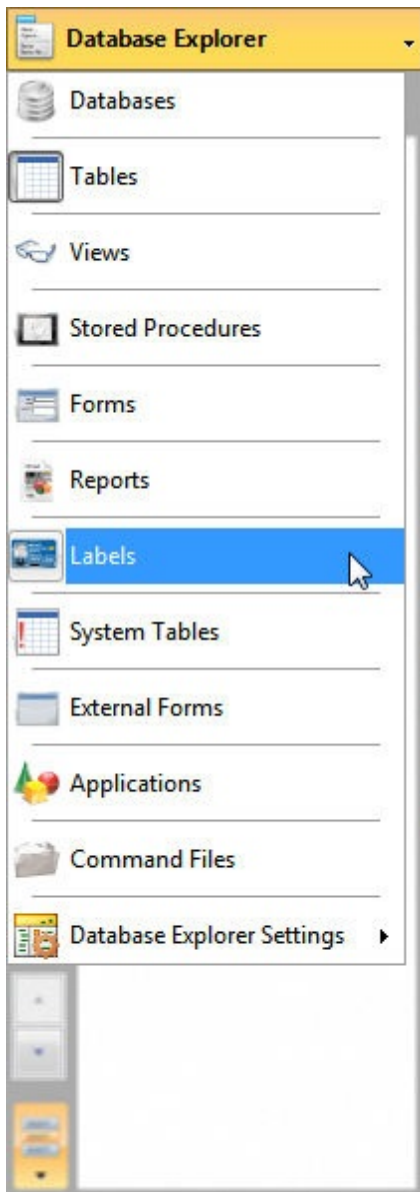 Database Explorer
Databases
Tables
Views
Stored Procedures
Forms
Reports
Labels
System Tables
External Forms
Applications
Command Files
Database Explorer Settings